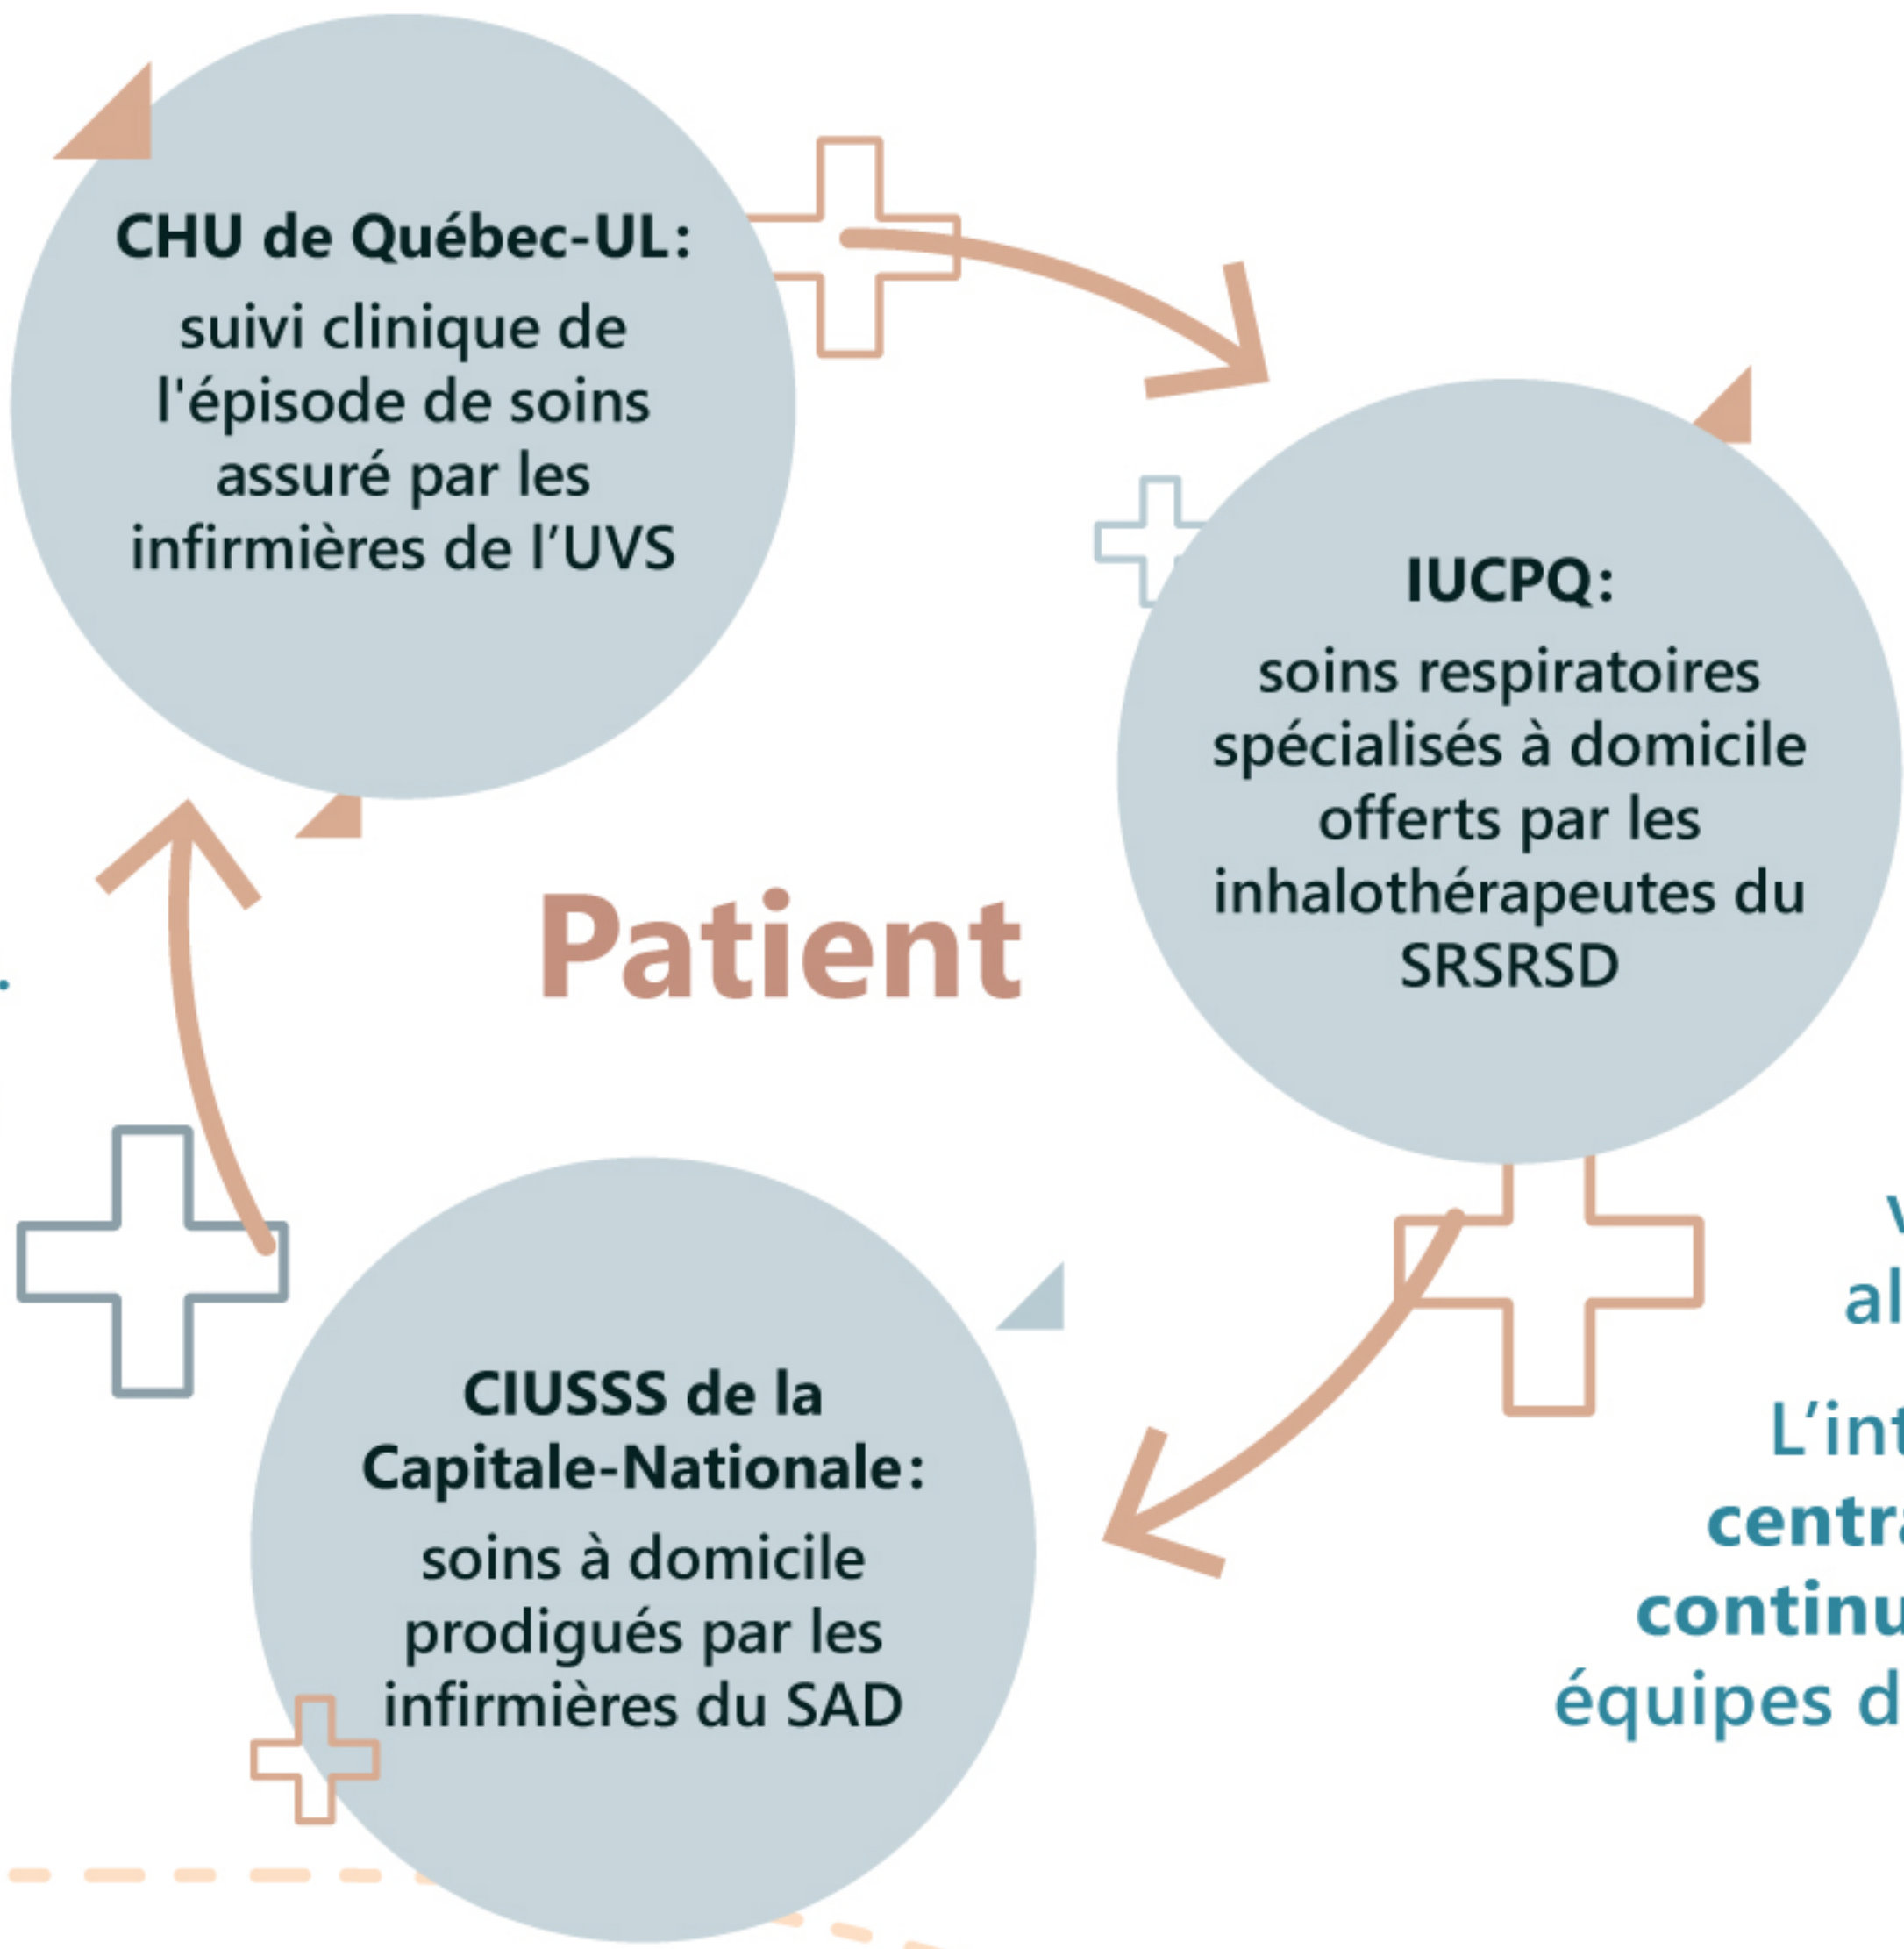 CHU de Québec-UL:
suivi clinique de
l'épisode de soins
assuré par les
infirmières de l’UVS
IUCPQ:
soins respiratoires
spécialisés à domicile
offerts par les
inhalothérapeutes du
SRSRSD
Patient
CIUSSS de la
Capitale-Nationale:
soins à domicile
prodigués par les
infirmières du SAD
équipes